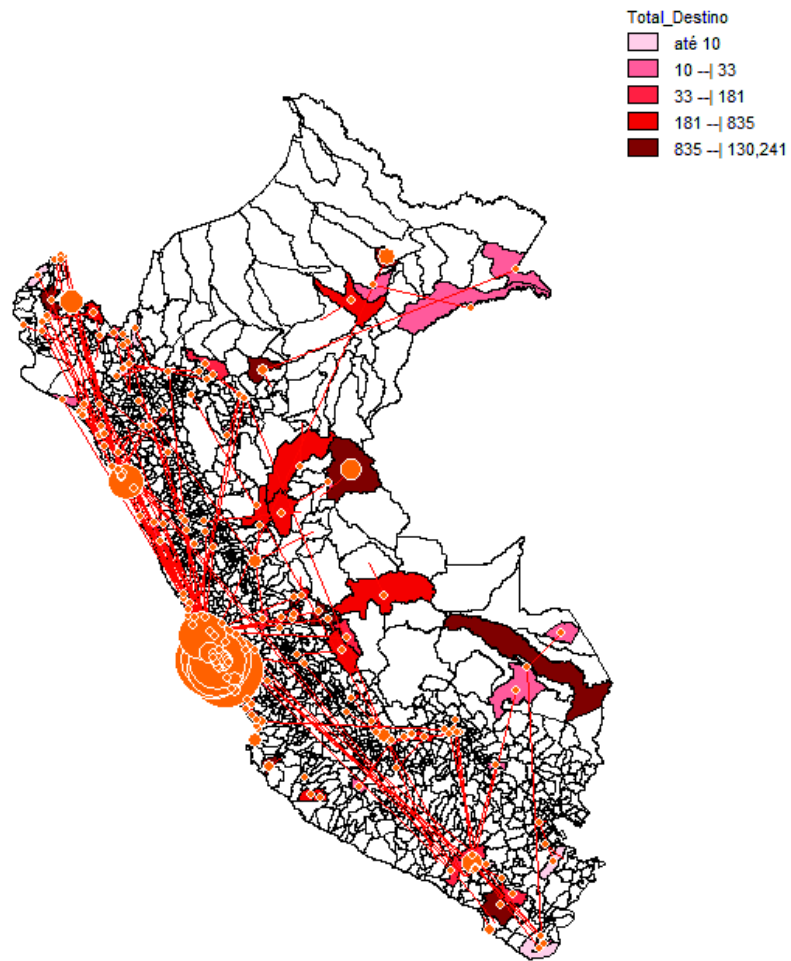 Total_Destino
até 10
10 --| 33
33 --| 181
181 --| 835
835 --| 130,241